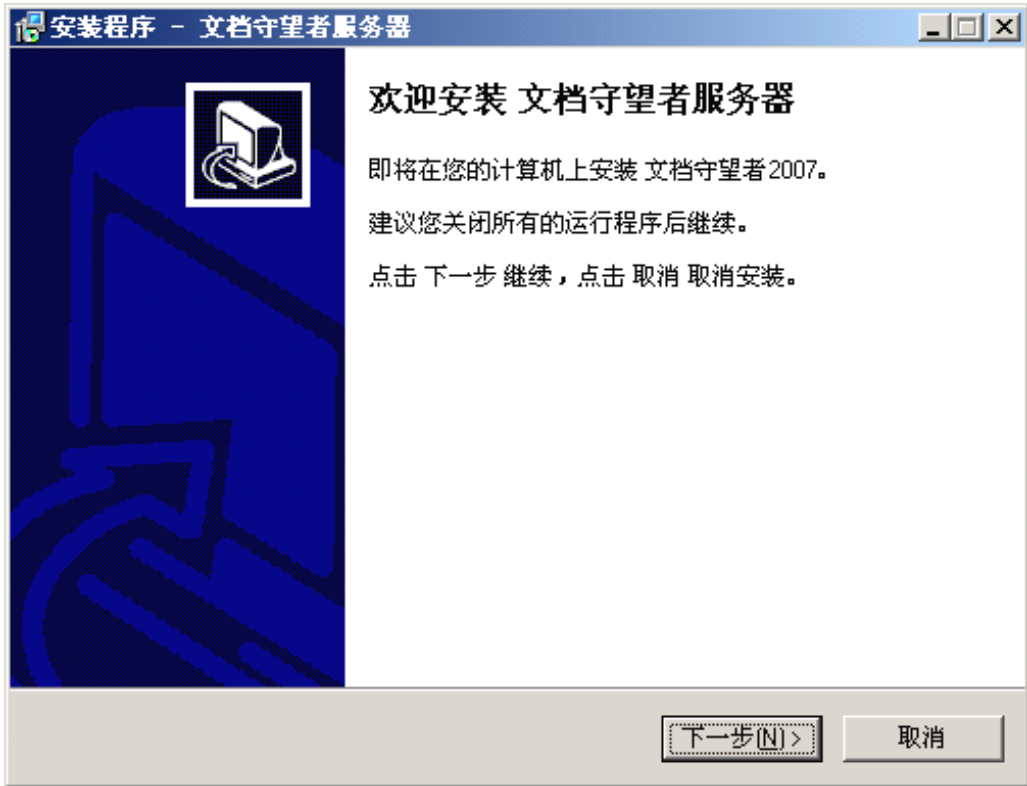 安装程序 - 文档守望者服务器
欢迎安装 文档守望者服务器
即将在您的计算机上安装 文档守望者2007。
建议您关闭所有的运行程序后继续。
点击 下一步 继续，点击 取消 取消安装。
下一步(N) >
取消